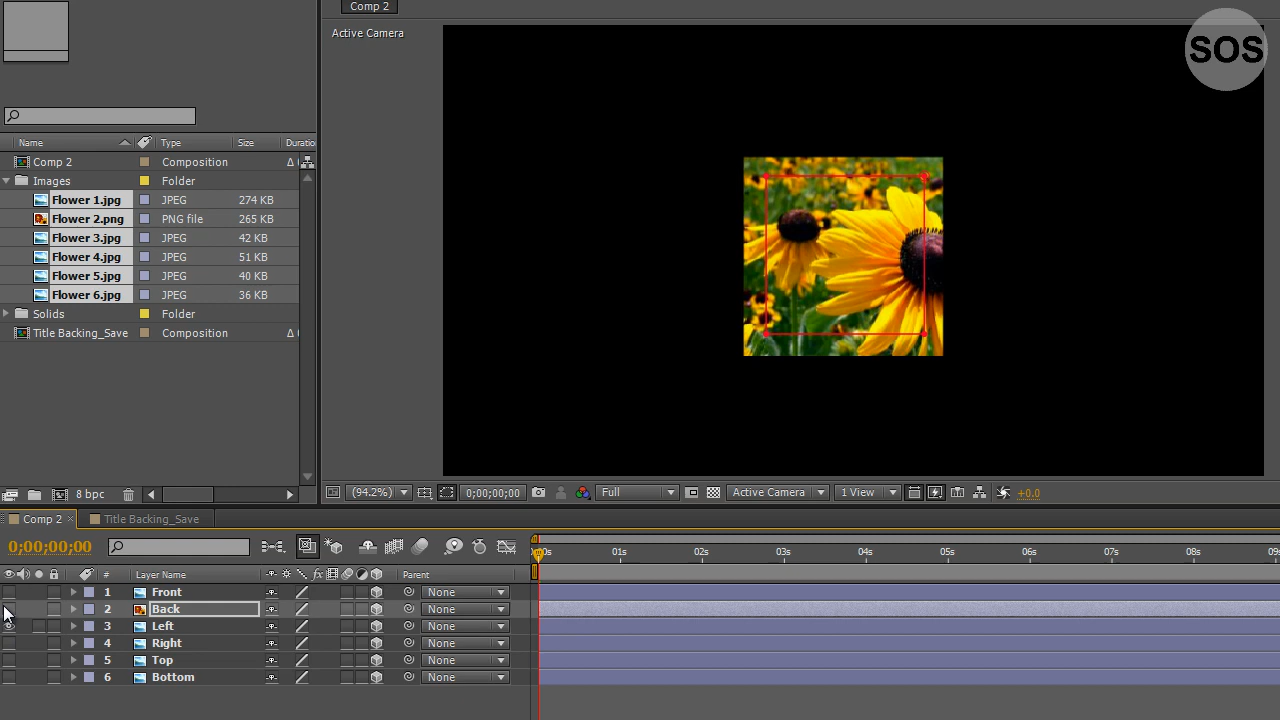 Comp 2
Active Camera
SOS
Name Type Size Duratio
Comp 2 Composition Δ
Images Folder
Flower 1.jpg JPEG 274 KB
Flower 2.png PNG file 265 KB
Flower 3.jpg JPEG 42 KB
Flower 4.jpg JPEG 51 KB
Flower 5.jpg JPEG 40 KB
Flower 6.jpg JPEG 36 KB
Solids Folder
Title Backing_Save Composition Δ
8 bpc
(94.2%) 0;00;00;00 Full Active Camera 1 View +0.0
Comp 2 Title Backing_Save
0;00;00;00
00s 01s 02s 03s 04s 05s 06s 07s 08s 09s
# Layer Name fx Parent
1 Front None
2 Back None
3 Left None
4 Right None
5 Top None
6 Bottom None